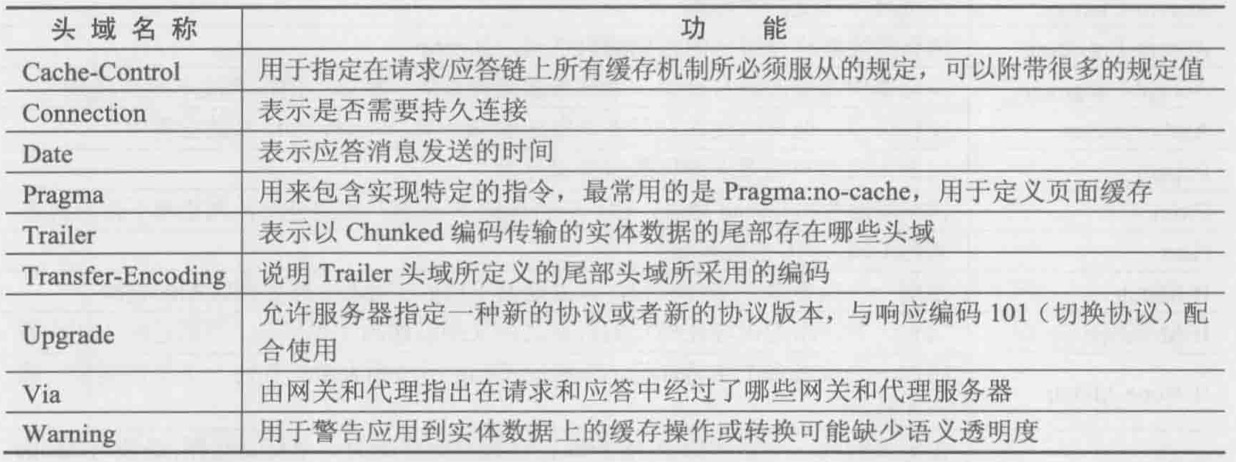 头域名称 功能
Cache-Control 用于指定在请求/应答链上所有缓存机制所必须服从的规定，可以附带很多的规定值
Connection 表示是否需要持久连接
Date 表示应答消息发送的时间
Pragma 用来包含实现特定的指令，最常用的是 Pragma:no-cache，用于定义页面缓存
Trailer 表示以 Chunked 编码传输的实体数据的尾部存在哪些头域
Transfer-Encoding 说明 Trailer 头域所定义的尾部头域所采用的编码
Upgrade 允许服务器指定一种新的协议或者新的协议版本，与响应编码 101（切换协议）配
合使用
Via 由网关和代理指出在请求和应答中经过了哪些网关和代理服务器
Warning 用于警告应用到实体数据上的缓存操作或转换可能缺少语义透明度